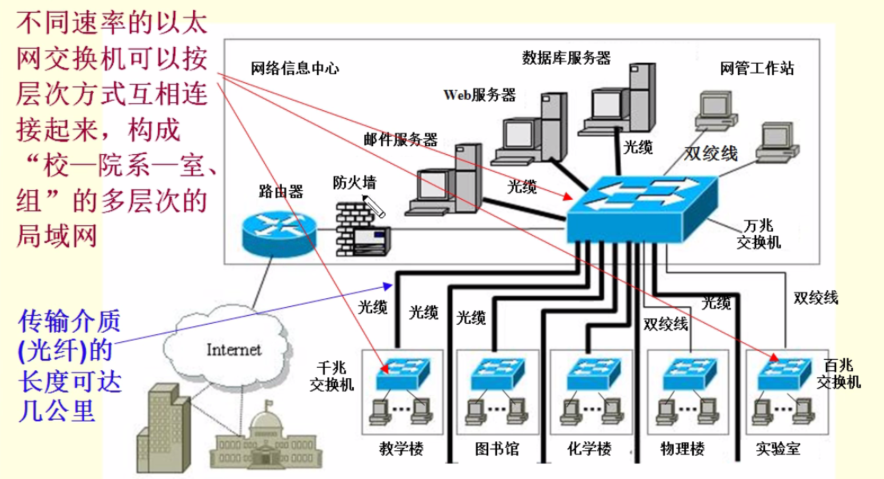 不同速率的以太
网交换机可以按
层次方式互相连
接起来，构成
“校—院系—室、
组”的多层次的
局域网
传输介质
(光纤)的
长度可达
几公里
网络信息中心
数据库服务器
网管工作站
Web服务器
邮件服务器
光缆
双绞线
光缆
路由器
防火墙
万兆
交换机
光缆
光缆
光缆
双绞线
光缆
双绞线
Internet
千兆
交换机
百兆
交换机
教学楼
图书馆
化学楼
物理楼
实验室